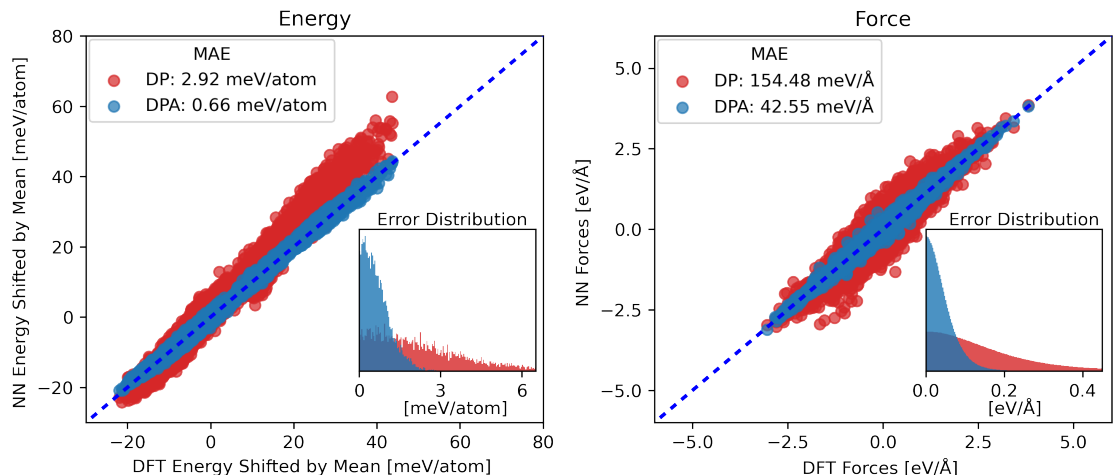 Energy
NN Energy Shifted by Mean [meV/atom]
80
60
40
20
0
−20
MAE
DP: 2.92 meV/atom
DPA: 0.66 meV/atom
Error Distribution
0
3
6
[meV/atom]
−20
0
20
40
60
80
DFT Energy Shifted by Mean [meV/atom]
Force
NN Forces [eV/Å]
5.0
2.5
0.0
−2.5
−5.0
MAE
DP: 154.48 meV/Å
DPA: 42.55 meV/Å
Error Distribution
0.0
0.2
0.4
[eV/Å]
−5.0
−2.5
0.0
2.5
5.0
DFT Forces [eV/Å]